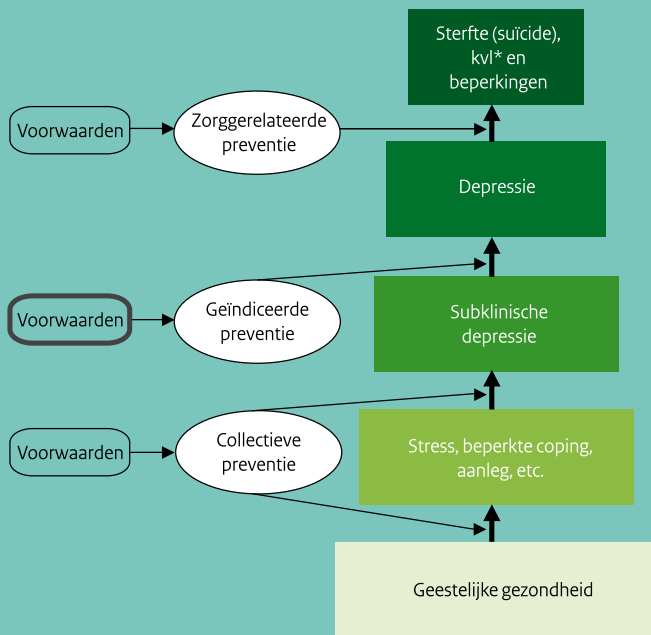 Sterfte (suïcide),
kvl* en
beperkingen
Voorwaarden
Zorggerelateerde
preventie
Depressie
Voorwaarden
Geïndiceerde
preventie
Subklinische
depressie
Voorwaarden
Collectieve
preventie
Stress, beperkte coping,
aanleg, etc.
Geestelijke gezondheid